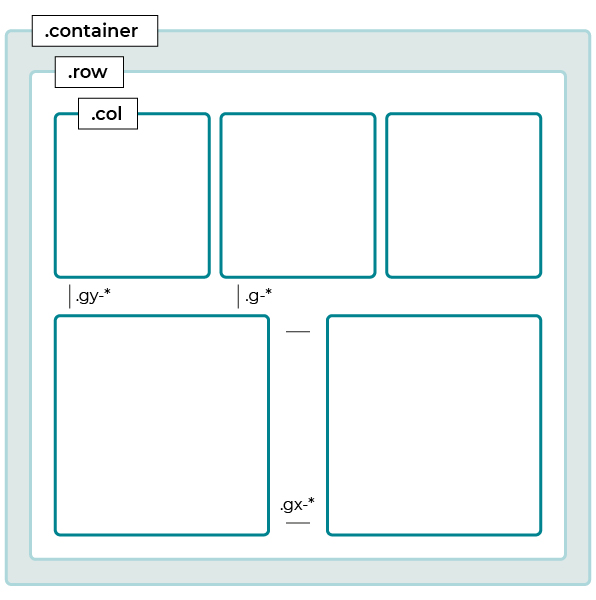 .container
.row
.col
.gy-*
.g-*
.gx-*